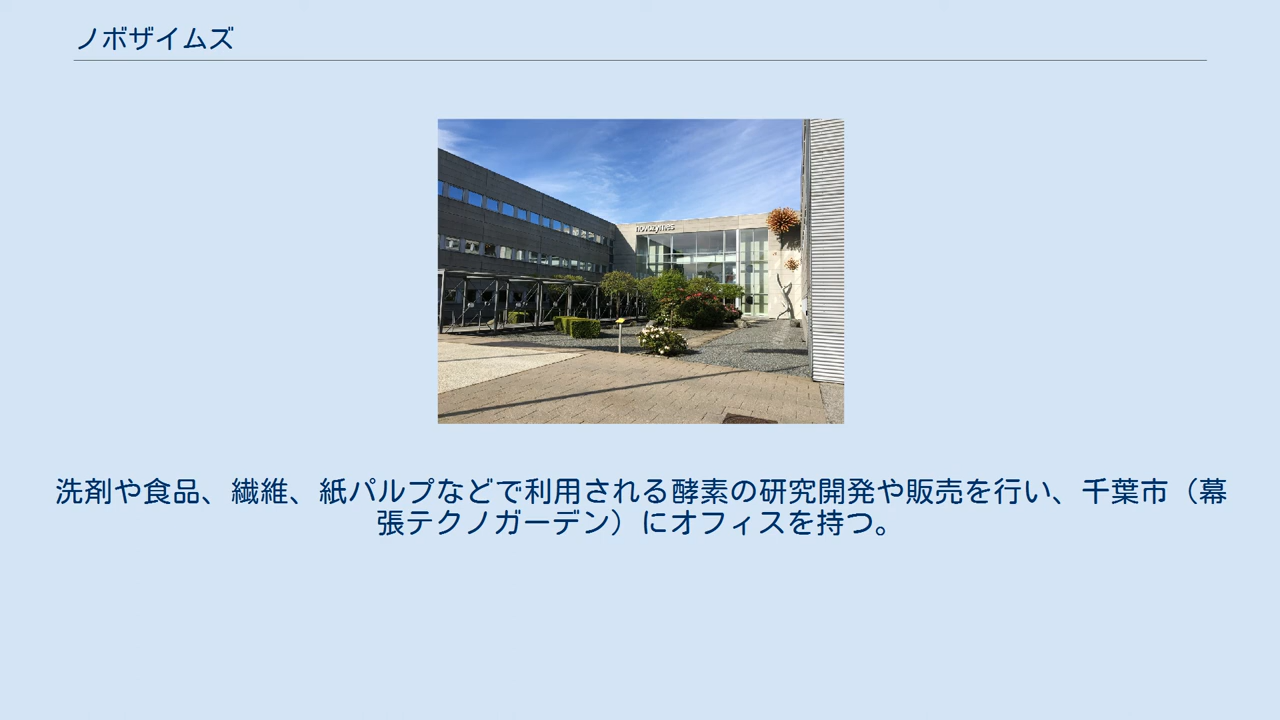 ノボザイムズ
novozymes
洗剤や食品、繊維、紙パルプなどで利用される酵素の研究開発や販売を行い、千葉市（幕
張テクノガーデン）にオフィスを持つ。